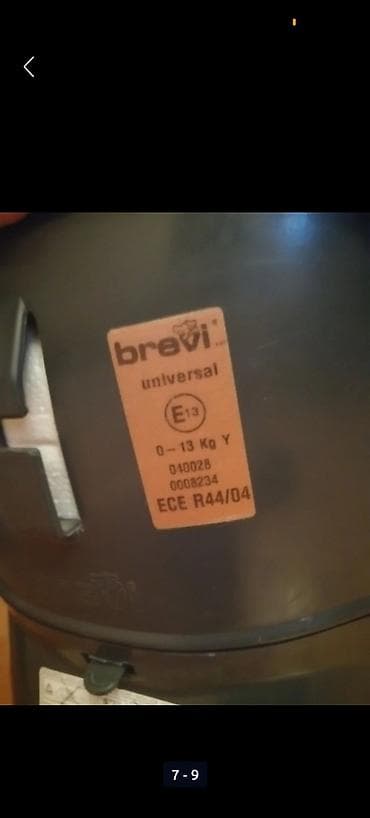 brevi
universal
E13
0-13 Kg Y
040028
0008234
ECE R44/04
7-9